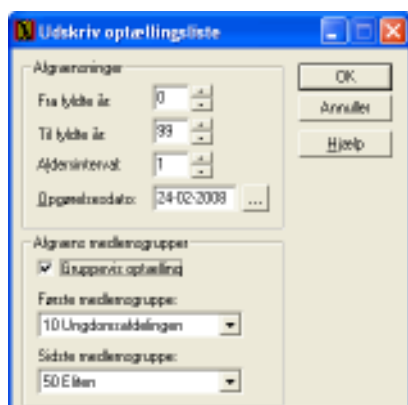 Udskriv optællingsliste
Afgrænsninger
Fra fyldte år: 0
Til fyldte år: 99
Aldersinterval: 1
Opgørelsesdato: 24-02-2008 ...
OK
Annuller
Hjælp
Afgræns medlemsgrupper
Gruppevis optælling
Første medlemsgruppe:
10 Ungdomsafdelingen
Sidste medlemsgruppe:
50 Eliten